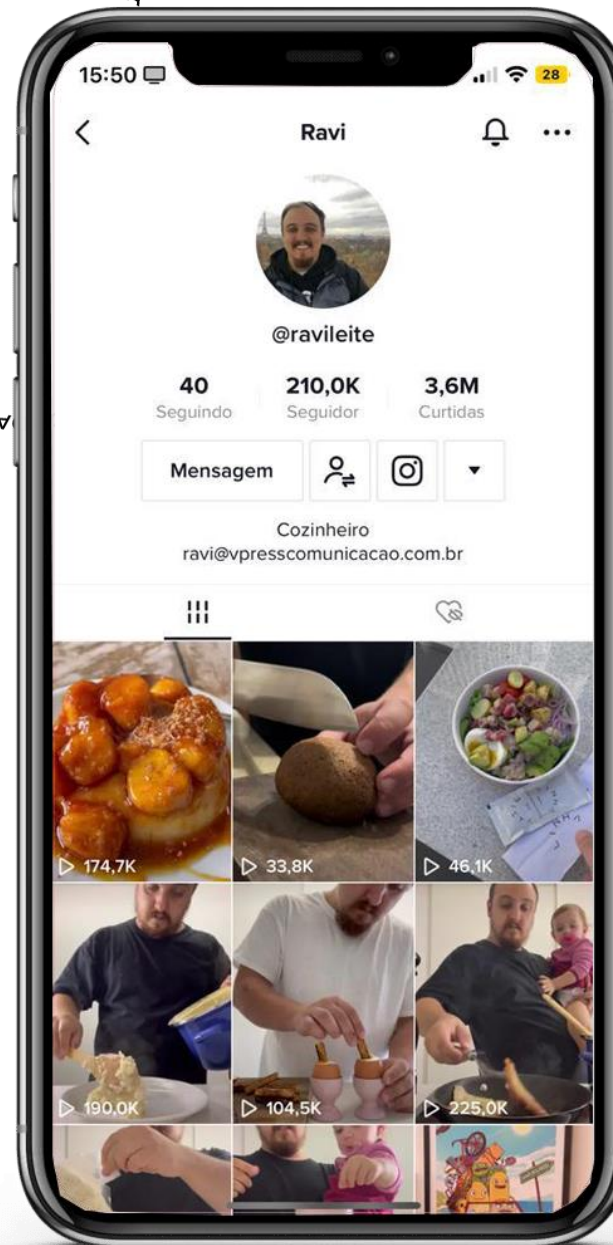 15:50
28
Ravi
@ravileite
40 210,0K 3,6M
Seguindo Seguidor Curtidas
Mensagem
Cozinheiro
ravi@vpresscomunicacao.com.br
174,7K 33,8K 46,1K
190,0K 104,5K 225,0K